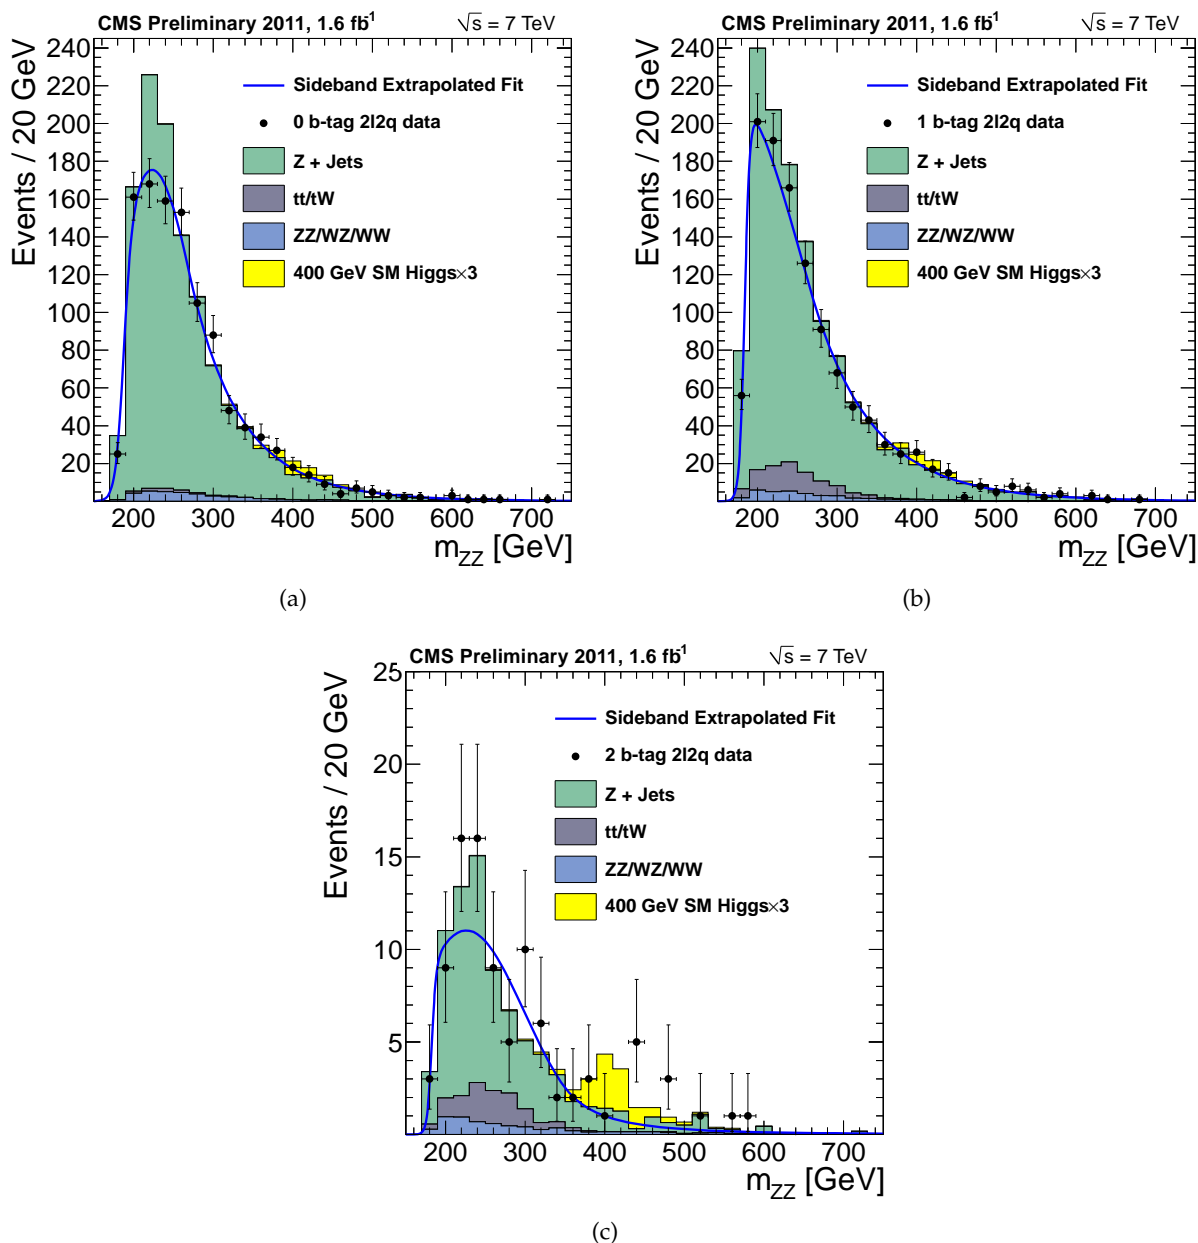 CMS Preliminary 2011, 1.6 fb⁻¹ √s = 7 TeV
Events / 20 GeV
240
220
200
180
160
140
120
100
80
60
40
20
Sideband Extrapolated Fit
0 b-tag 2l2q data
Z + Jets
tt/tW
ZZ/WZ/WW
400 GeV SM Higgs×3
200 300 400 500 600 700
m_ZZ [GeV]
(a)
CMS Preliminary 2011, 1.6 fb⁻¹ √s = 7 TeV
Events / 20 GeV
240
220
200
180
160
140
120
100
80
60
40
20
Sideband Extrapolated Fit
1 b-tag 2l2q data
Z + Jets
tt/tW
ZZ/WZ/WW
400 GeV SM Higgs×3
200 300 400 500 600 700
m_ZZ [GeV]
(b)
CMS Preliminary 2011, 1.6 fb⁻¹ √s = 7 TeV
Events / 20 GeV
25
20
15
10
5
Sideband Extrapolated Fit
2 b-tag 2l2q data
Z + Jets
tt/tW
ZZ/WZ/WW
400 GeV SM Higgs×3
200 300 400 500 600 700
m_ZZ [GeV]
(c)